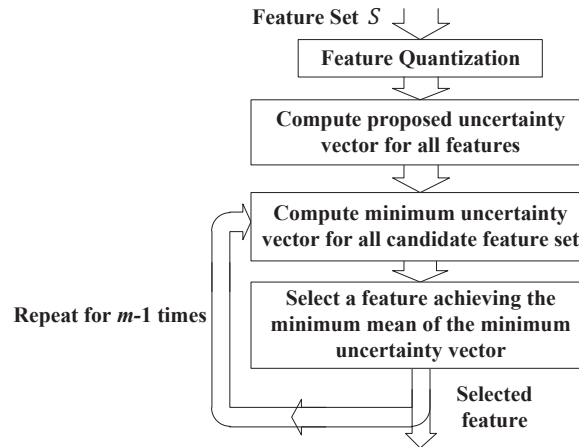 Feature Set S
Feature Quantization
Compute proposed uncertainty
vector for all features
Compute minimum uncertainty
vector for all candidate feature set
Repeat for m-1 times
Select a feature achieving the
minimum mean of the minimum
uncertainty vector
Selected
feature